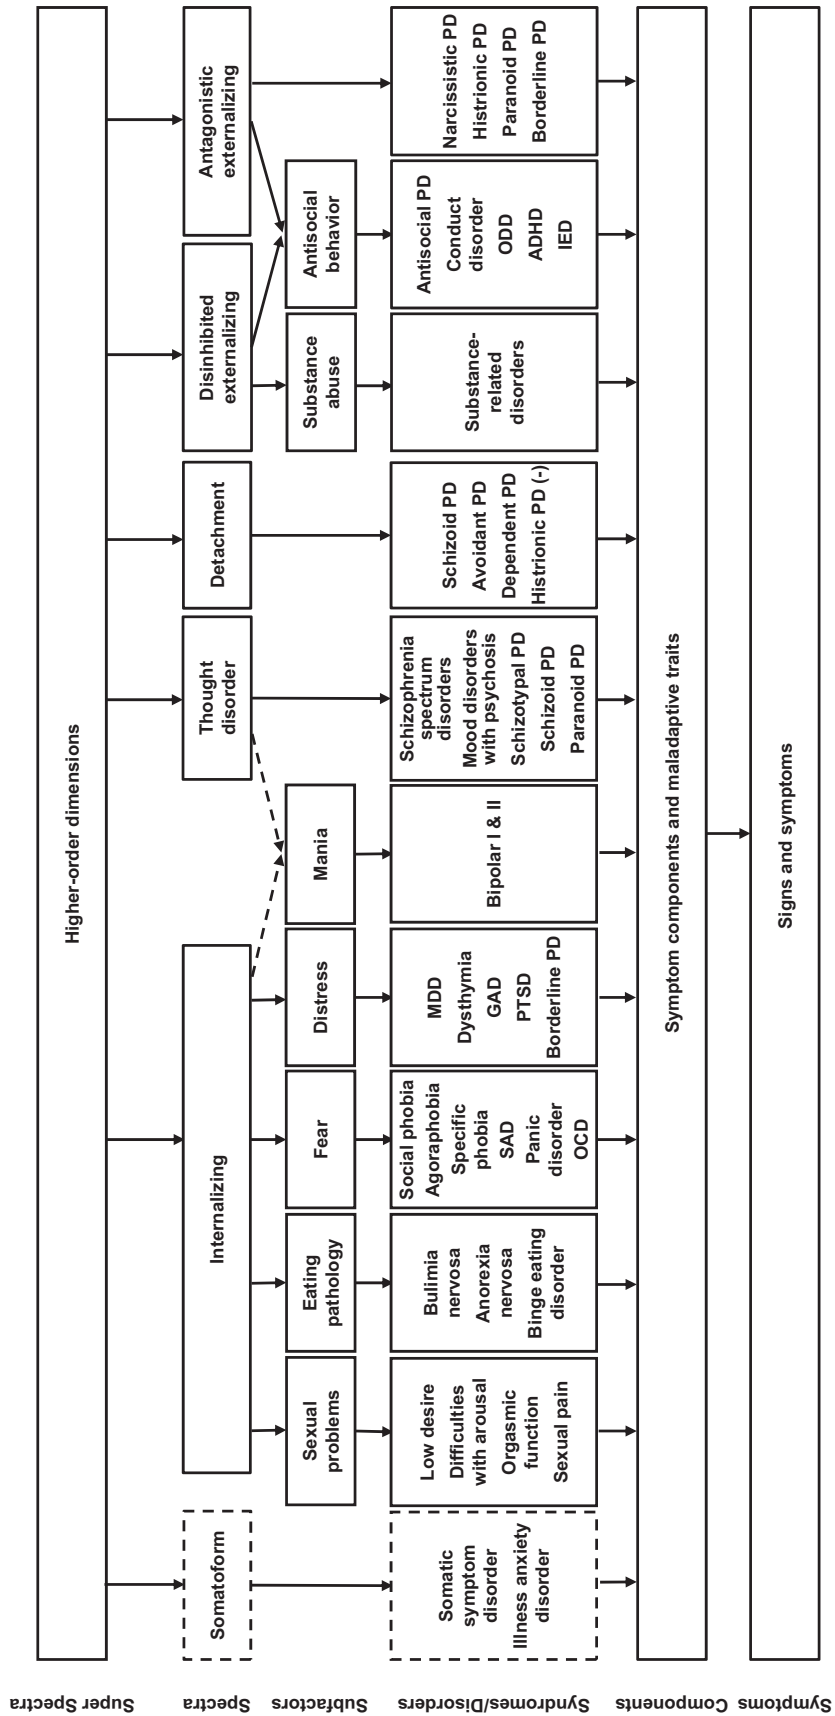 Super Spectra
Higher-order dimensions
Spectra
Somatoform
Internalizing
Thought
disorder
Detachment
Disinhibited
externalizing
Antagonistic
externalizing
Subfactors
Sexual
problems
Eating
pathology
Fear
Distress
Mania
Substance
abuse
Antisocial
behavior
Syndromes/Disorders
Somatic
symptom
disorder
Illness anxiety
disorder
Low desire
Difficulties
with arousal
Orgasmic
function
Sexual pain
Bulimia
nervosa
Anorexia
nervosa
Binge eating
disorder
Social phobia
Agoraphobia
Specific
phobia
SAD
Panic
disorder
OCD
MDD
Dysthymia
GAD
PTSD
Borderline PD
Bipolar I & II
Schizophrenia
spectrum
disorders
Mood disorders
with psychosis
Schizotypal PD
Schizoid PD
Paranoid PD
Schizoid PD
Avoidant PD
Dependent PD
Histrionic PD (-)
Substance-
related
disorders
Antisocial PD
Conduct
disorder
ODD
ADHD
IED
Narcissistic PD
Histrionic PD
Paranoid PD
Borderline PD
Components
Symptom components and maladaptive traits
Symptoms
Signs and symptoms